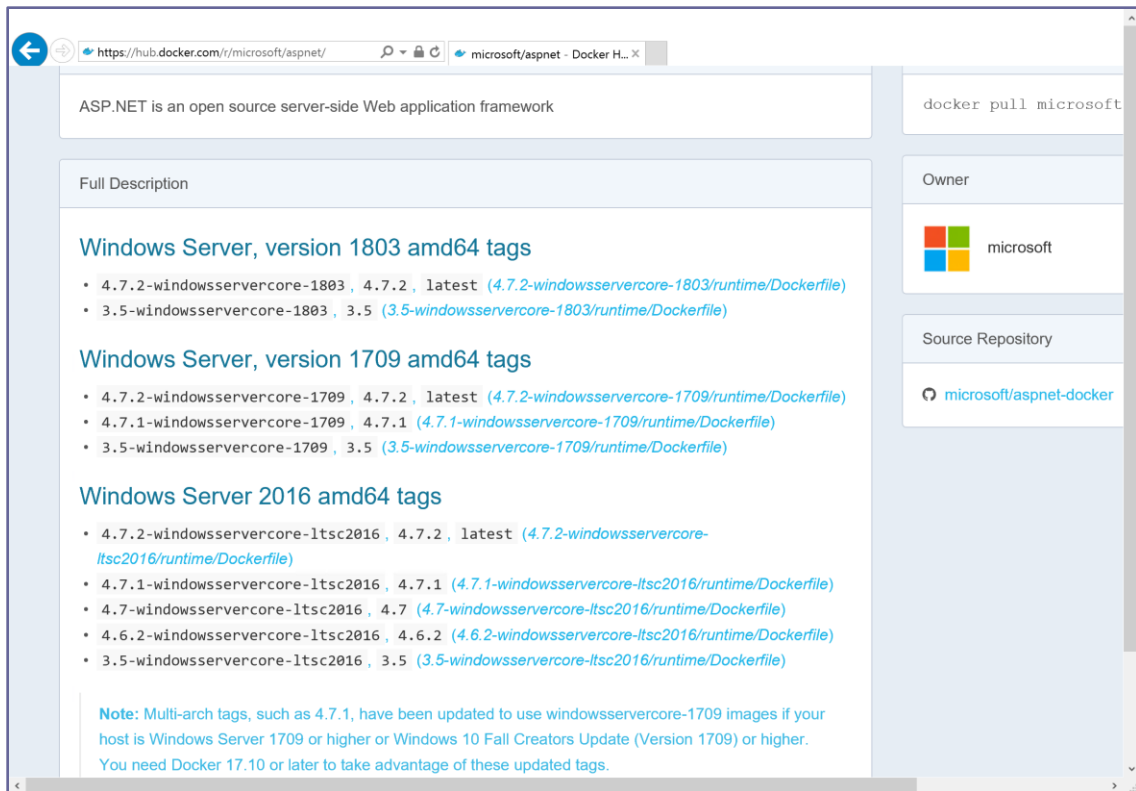 https://hub.docker.com/r/microsoft/aspnet/
microsoft/aspnet - Docker H...
ASP.NET is an open source server-side Web application framework
docker pull microsoft
Full Description
Windows Server, version 1803 amd64 tags
• 4.7.2-windowsservercore-1803, 4.7.2, latest (4.7.2-windowsservercore-1803/runtime/Dockerfile)
• 3.5-windowsservercore-1803, 3.5 (3.5-windowsservercore-1803/runtime/Dockerfile)
Windows Server, version 1709 amd64 tags
• 4.7.2-windowsservercore-1709, 4.7.2, latest (4.7.2-windowsservercore-1709/runtime/Dockerfile)
• 4.7.1-windowsservercore-1709, 4.7.1 (4.7.1-windowsservercore-1709/runtime/Dockerfile)
• 3.5-windowsservercore-1709, 3.5 (3.5-windowsservercore-1709/runtime/Dockerfile)
Windows Server 2016 amd64 tags
• 4.7.2-windowsservercore-ltsc2016, 4.7.2, latest (4.7.2-windowsservercore-
ltsc2016/runtime/Dockerfile)
• 4.7.1-windowsservercore-ltsc2016, 4.7.1 (4.7.1-windowsservercore-ltsc2016/runtime/Dockerfile)
• 4.7-windowsservercore-ltsc2016, 4.7 (4.7-windowsservercore-ltsc2016/runtime/Dockerfile)
• 4.6.2-windowsservercore-ltsc2016, 4.6.2 (4.6.2-windowsservercore-ltsc2016/runtime/Dockerfile)
• 3.5-windowsservercore-ltsc2016, 3.5 (3.5-windowsservercore-ltsc2016/runtime/Dockerfile)
Note: Multi-arch tags, such as 4.7.1, have been updated to use windowsservercore-1709 images if your
host is Windows Server 1709 or higher or Windows 10 Fall Creators Update (Version 1709) or higher.
You need Docker 17.10 or later to take advantage of these updated tags.
Owner
microsoft
Source Repository
microsoft/aspnet-docker